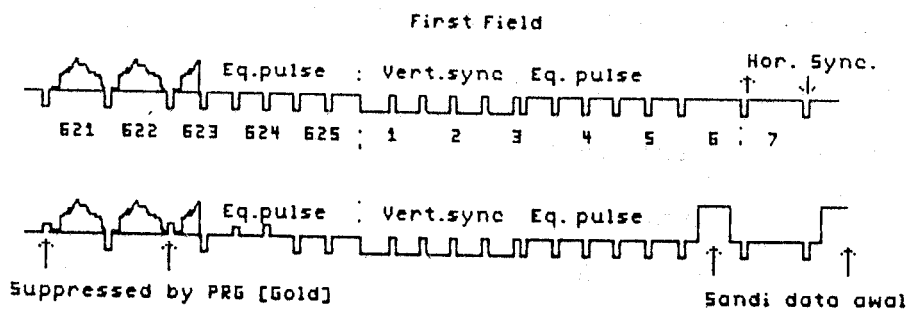 First Field
Hor. Sync.
Eq.pulse : Vert.sync Eq. pulse
621 622 623 624 625 1 2 3 4 5 6 7
Eq.pulse : Vert.sync Eq. pulse
Suppressed by PRG [Gold]
Sandi data awal